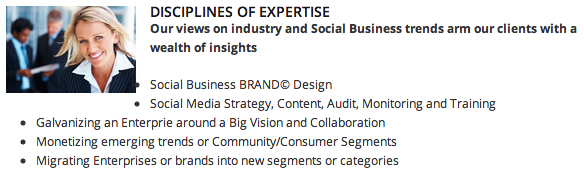 DISCIPLINES OF EXPERTISE
Our views on industry and Social Business trends arm our clients with a
wealth of insights
• Social Business BRAND© Design
• Social Media Strategy, Content, Audit, Monitoring and Training
• Galvanizing an Enterprie around a Big Vision and Collaboration
• Monetizing emerging trends or Community/Consumer Segments
• Migrating Enterprises or brands into new segments or categories